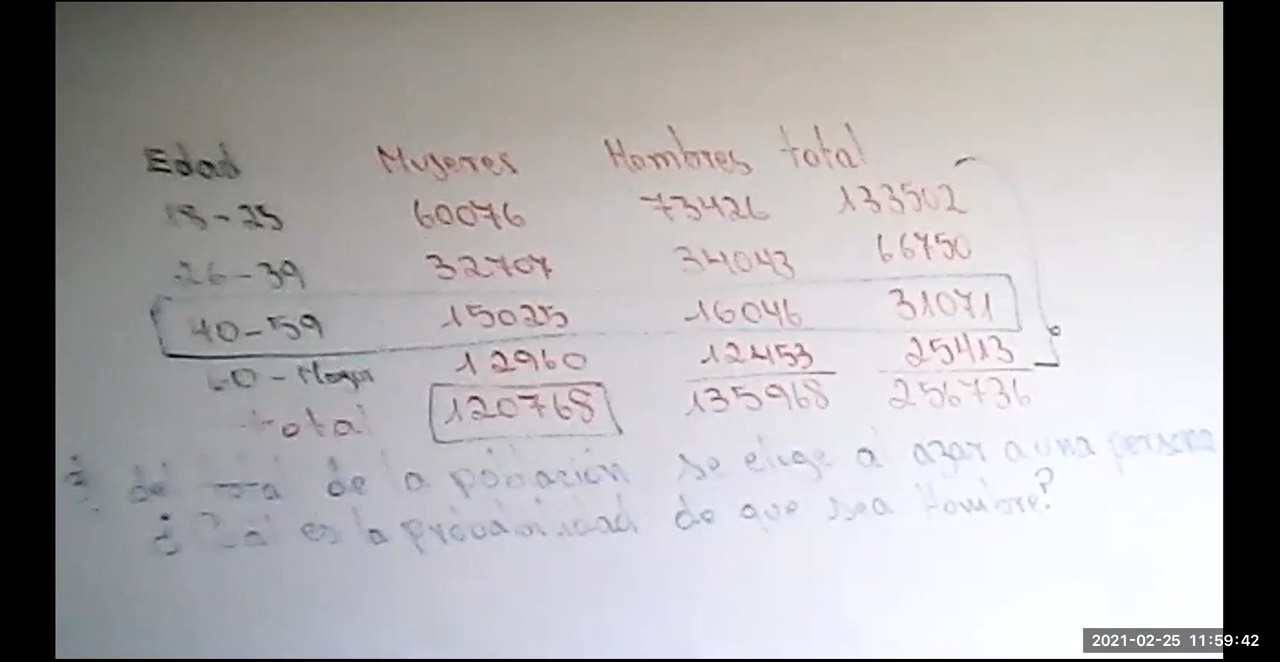 Edad Mujeres Hombres total
18-25 60076 73426 133502
26-39 32707 34043 66750
40-59 15025 16046 31071
60-Mayor 12960 12453 25413
total 120768 135968 256736
de la población se elige al azar a una persona
es la probabilidad de que sea Hombre?
2021-02-25 11:59:42